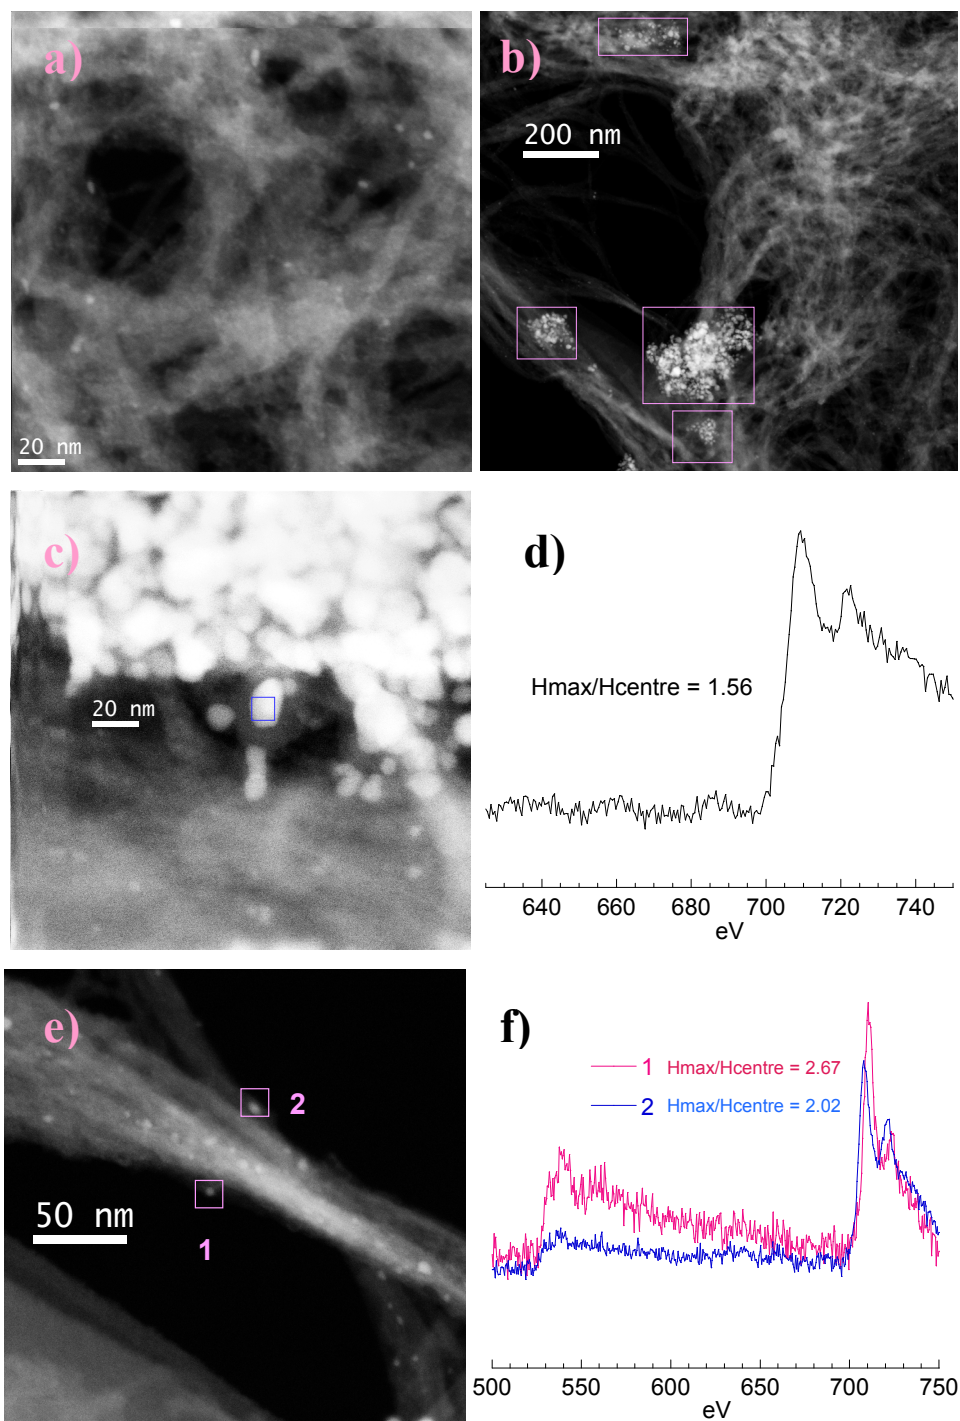 a)
20 nm
b)
200 nm
c)
20 nm
d)
Hmax/Hcentre = 1.56
640 660 680 700 720 740
eV
e)
2
1
50 nm
f)
1 Hmax/Hcentre = 2.67
2 Hmax/Hcentre = 2.02
500 550 600 650 700 750
eV